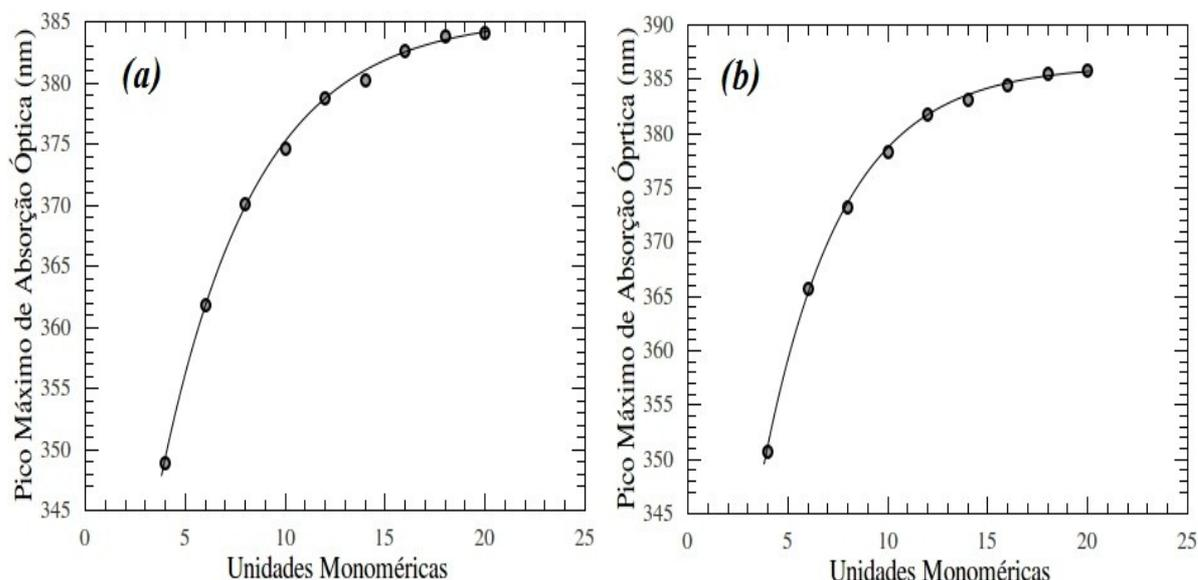 (a)
Pico Máximo de Absorção Óptica (nm)
385
380
375
370
365
360
355
350
345
0 5 10 15 20 25
Unidades Monoméricas
(b)
Pico Máximo de Absorção Óprtica (nm)
390
385
380
375
370
365
360
355
350
345
0 5 10 15 20 25
Unidades Monoméricas